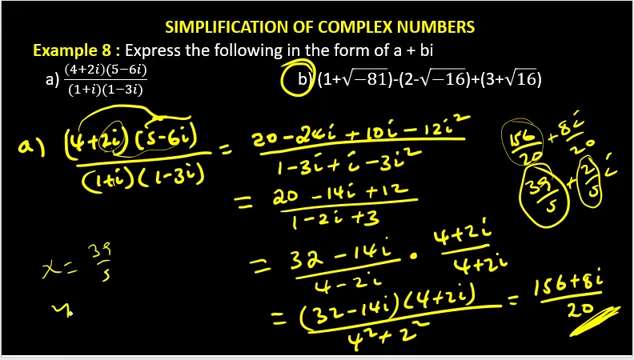 SIMPLIFICATION OF COMPLEX NUMBERS
Example 8 : Express the following in the form of a + bi
a) (4+2i)(5−6i)/(1+i)(1−3i)
b) (1+√−81)-(2-√−16)+(3+√16)
a) (4+2i)(5-6i)/(1+i)(1-3i) = 20-24i+10i-12i²/1-3i+i-3i²
= 20-14i+12/1-2i+3
= 32-14i/4-2i · 4+2i/4+2i
= (32-14i)(4+2i)/4²+2² = 156+8i/20
156/20 + 8i/20
39/5 + 2/5 i
x = 39/5